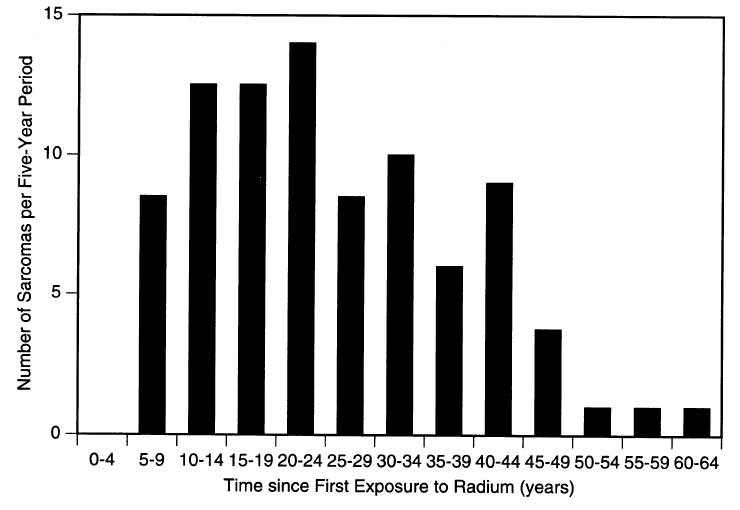 15
10
5
0
Number of Sarcomas per Five-Year Period
0-4 5-9 10-14 15-19 20-24 25-29 30-34 35-39 40-44 45-49 50-54 55-59 60-64
Time since First Exposure to Radium (years)